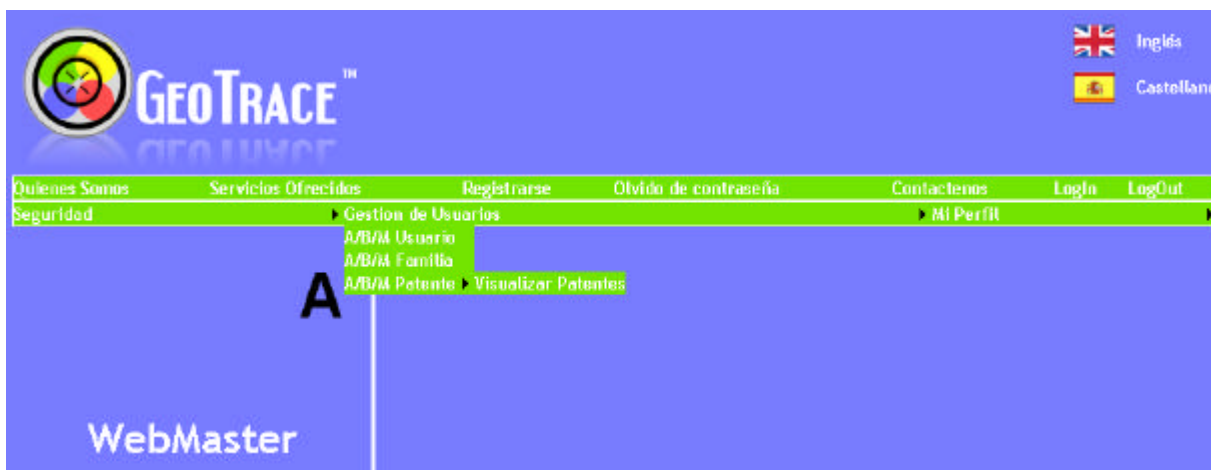 Inglés
GEOTRACE™
Castellano
Quienes Somos Servicios Ofrecidos Registrarse Olvido de contraseña Contactenos LogIn LogOut
Seguridad Gestion de Usuarios Mi Perfil
A/B/M Usuario
A/B/M Familia
A/B/M Patente Visualizar Patentes
A
WebMaster